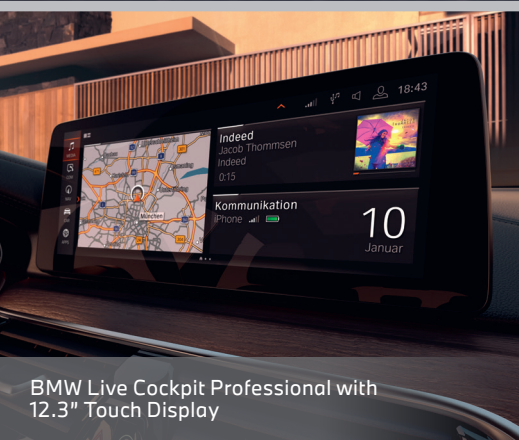 18:43
MEDIA
München
Indeed
Jacob Thommsen
Indeed
0:15
Kommunikation
iPhone
10
Januar
BMW Live Cockpit Professional with
12.3" Touch Display